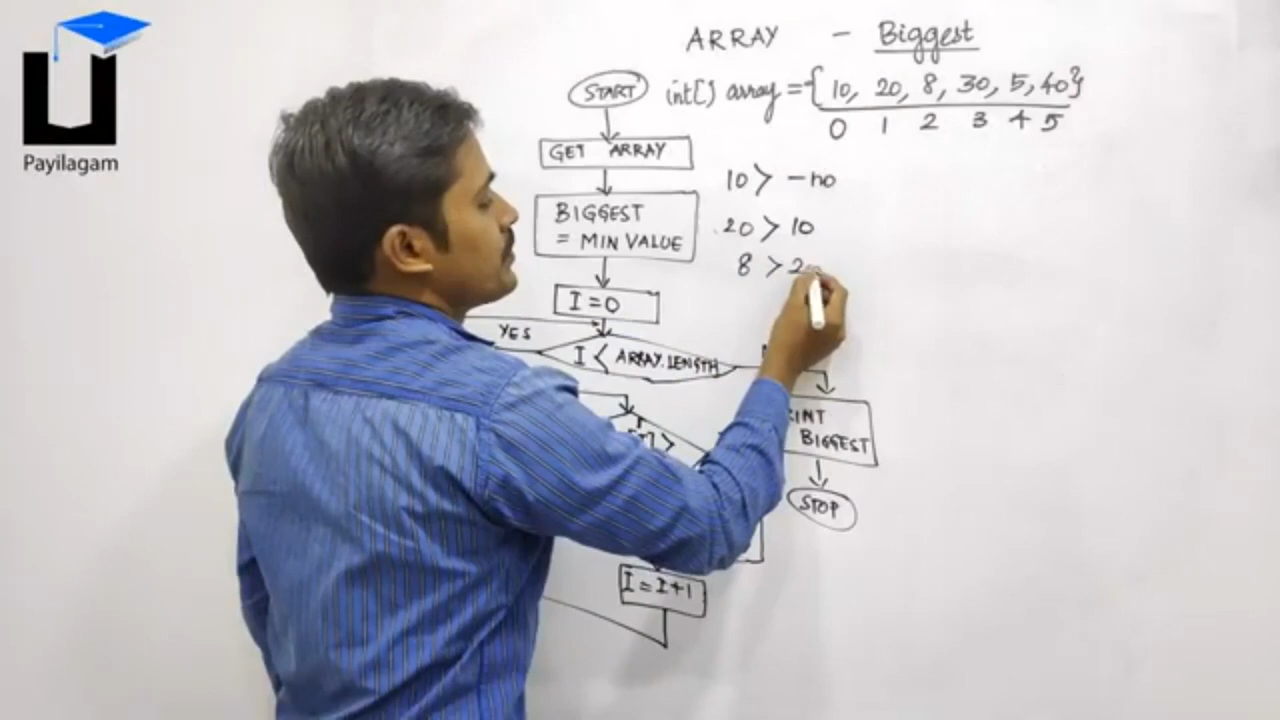 Payilagam
ARRAY - Biggest
START
int[] array = {10, 20, 8, 30, 5, 40}
0 1 2 3 4 5
GET ARRAY
BIGGEST
= MIN VALUE
10 > -no
20 > 10
8 > 2
I = 0
YES
I < ARRAY.LENGTH
BIGGEST
STOP
I = I+1